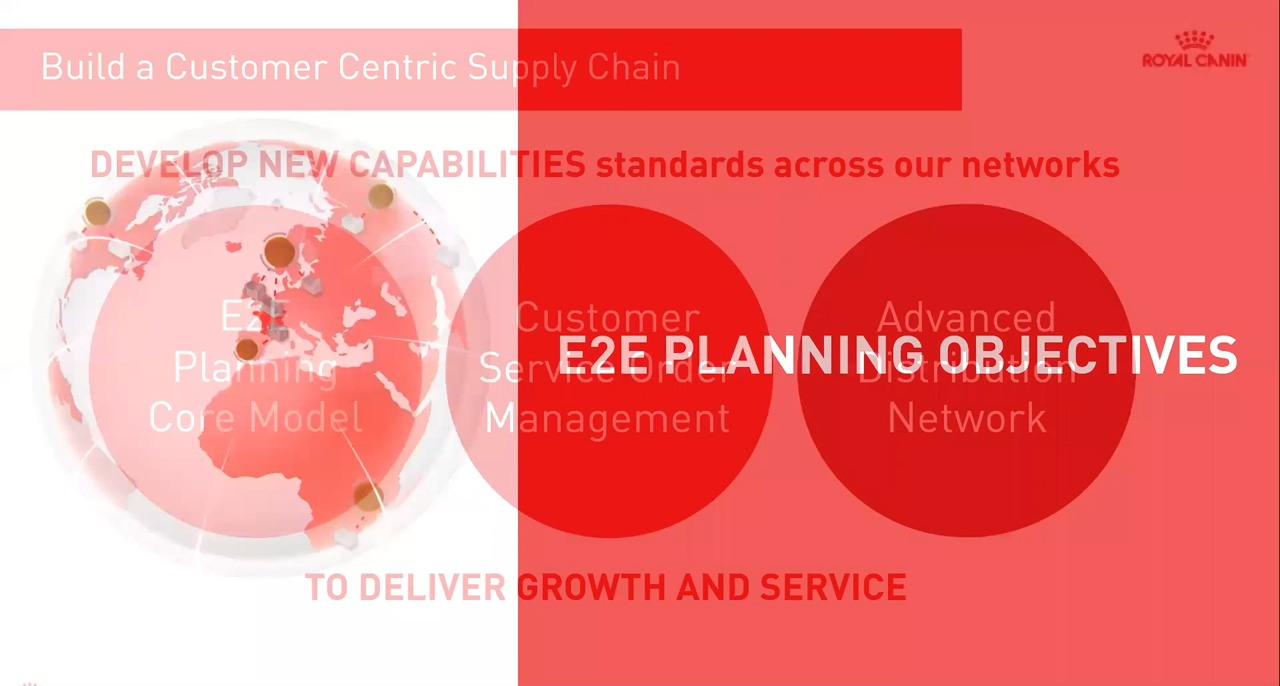 Build a Customer Centric Supply Chain
ROYAL CANIN
DEVELOP NEW CAPABILITIES standards across our networks
E2E
Planning
Core Model
Customer
Service Order
Management
Advanced
Distribution
Network
E2E PLANNING OBJECTIVES
TO DELIVER GROWTH AND SERVICE